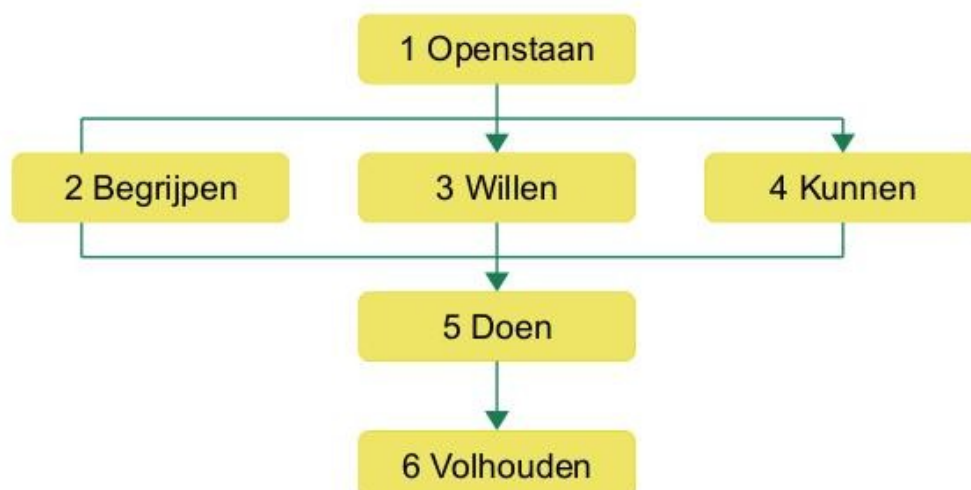 1 Openstaan
2 Begrijpen
3 Willen
4 Kunnen
5 Doen
6 Volhouden